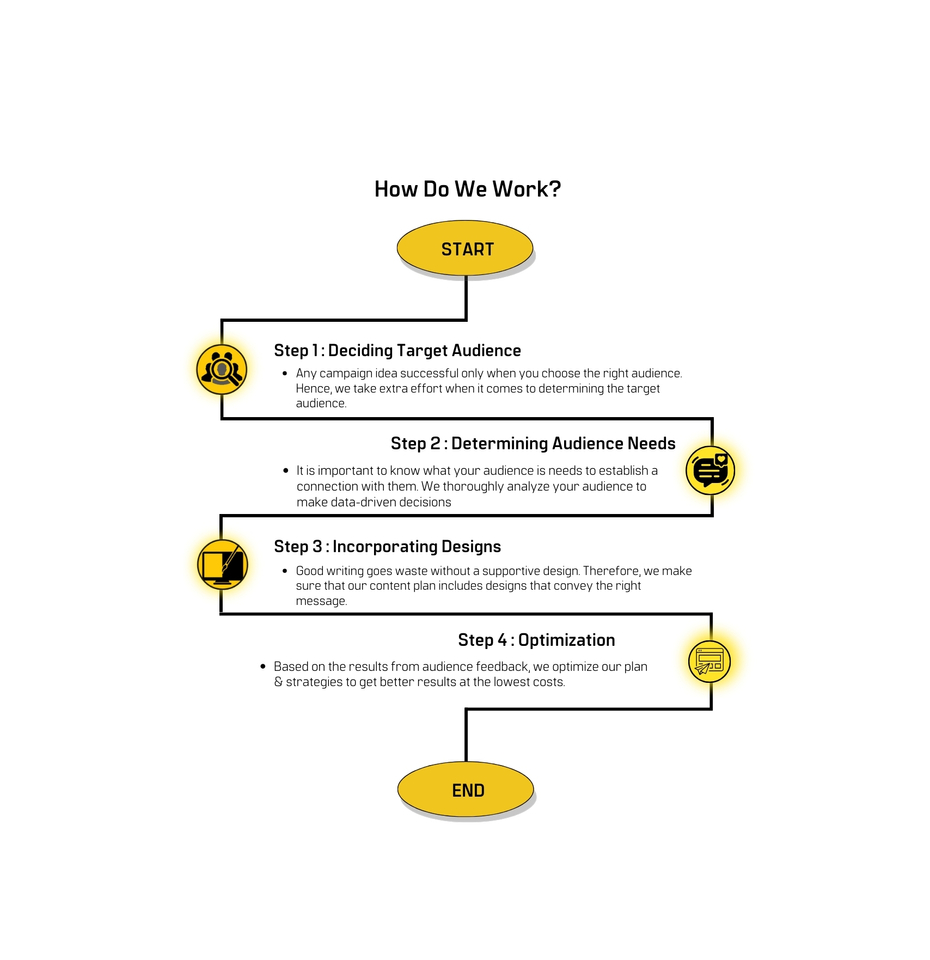 How Do We Work?
START
Step 1 : Deciding Target Audience
• Any campaign idea successful only when you choose the right audience.
Hence, we take extra effort when it comes to determining the target
audience.
Step 2 : Determining Audience Needs
• It is important to know what your audience is needs to establish a
connection with them. We thoroughly analyze your audience to
make data-driven decisions
Step 3 : Incorporating Designs
• Good writing goes waste without a supportive design. Therefore, we make
sure that our content plan includes designs that convey the right
message.
Step 4 : Optimization
• Based on the results from audience feedback, we optimize our plan
& strategies to get better results at the lowest costs.
END